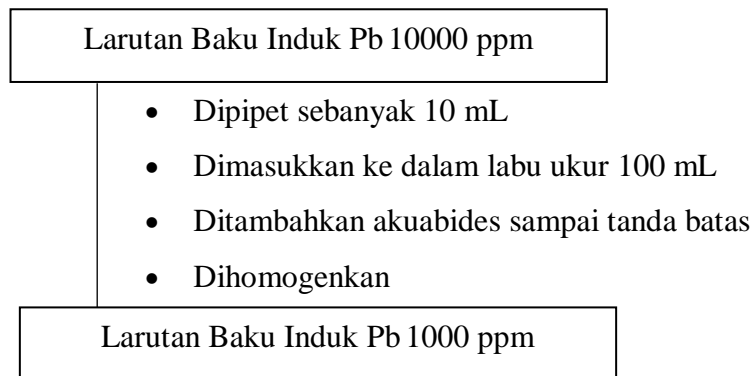 Larutan Baku Induk Pb 10000 ppm
• Dipipet sebanyak 10 mL
• Dimasukkan ke dalam labu ukur 100 mL
• Ditambahkan akuabides sampai tanda batas
• Dihomogenkan
Larutan Baku Induk Pb 1000 ppm